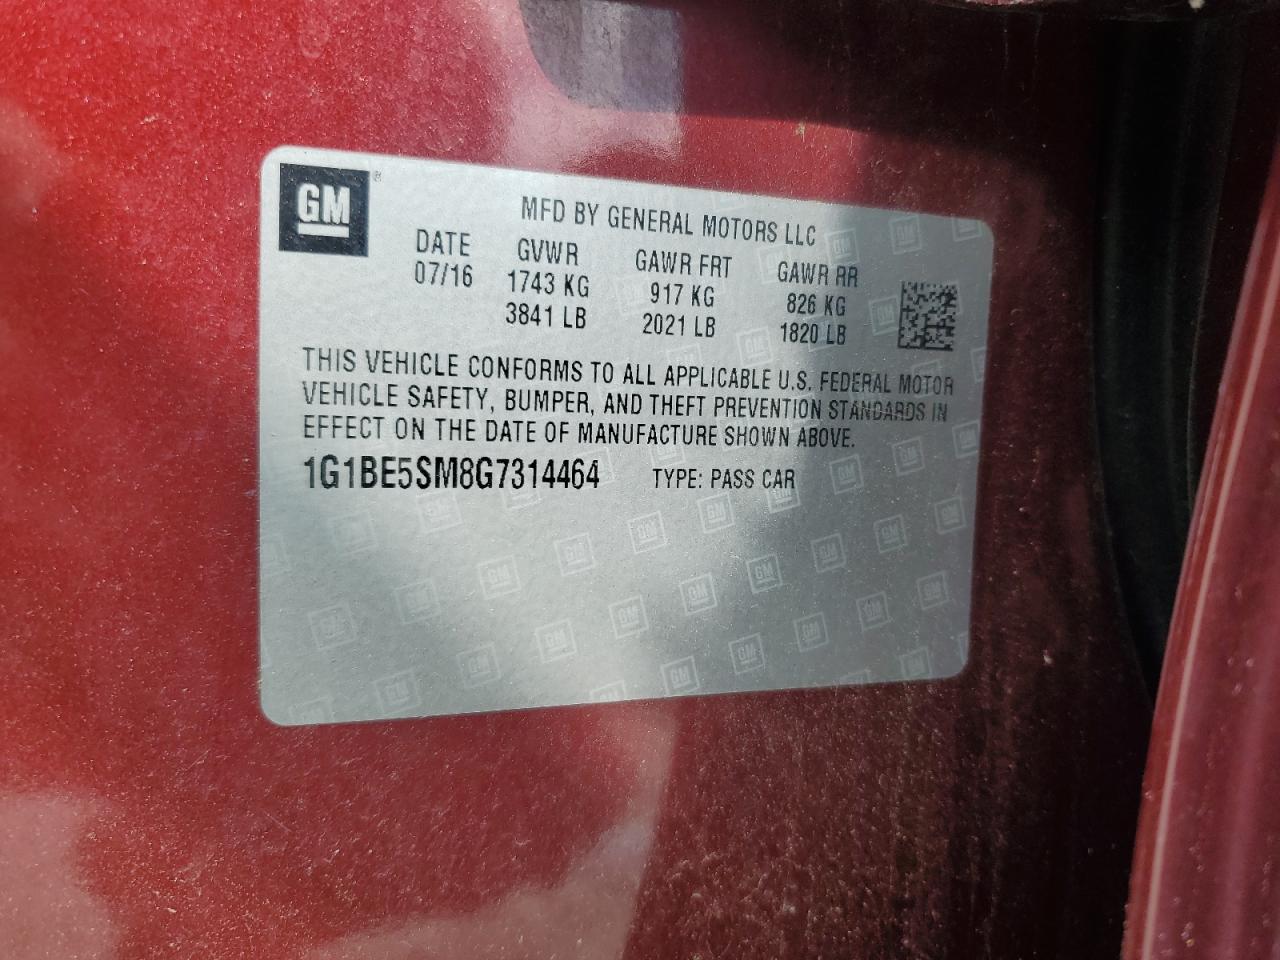 GM
MFD BY GENERAL MOTORS LLC
DATE GVWR GAWR FRT GAWR RR
07/16 1743 KG 917 KG 826 KG
3841 LB 2021 LB 1820 LB
THIS VEHICLE CONFORMS TO ALL APPLICABLE U.S. FEDERAL MOTOR
VEHICLE SAFETY, BUMPER, AND THEFT PREVENTION STANDARDS IN
EFFECT ON THE DATE OF MANUFACTURE SHOWN ABOVE.
1G1BE5SM8G7314464 TYPE: PASS CAR